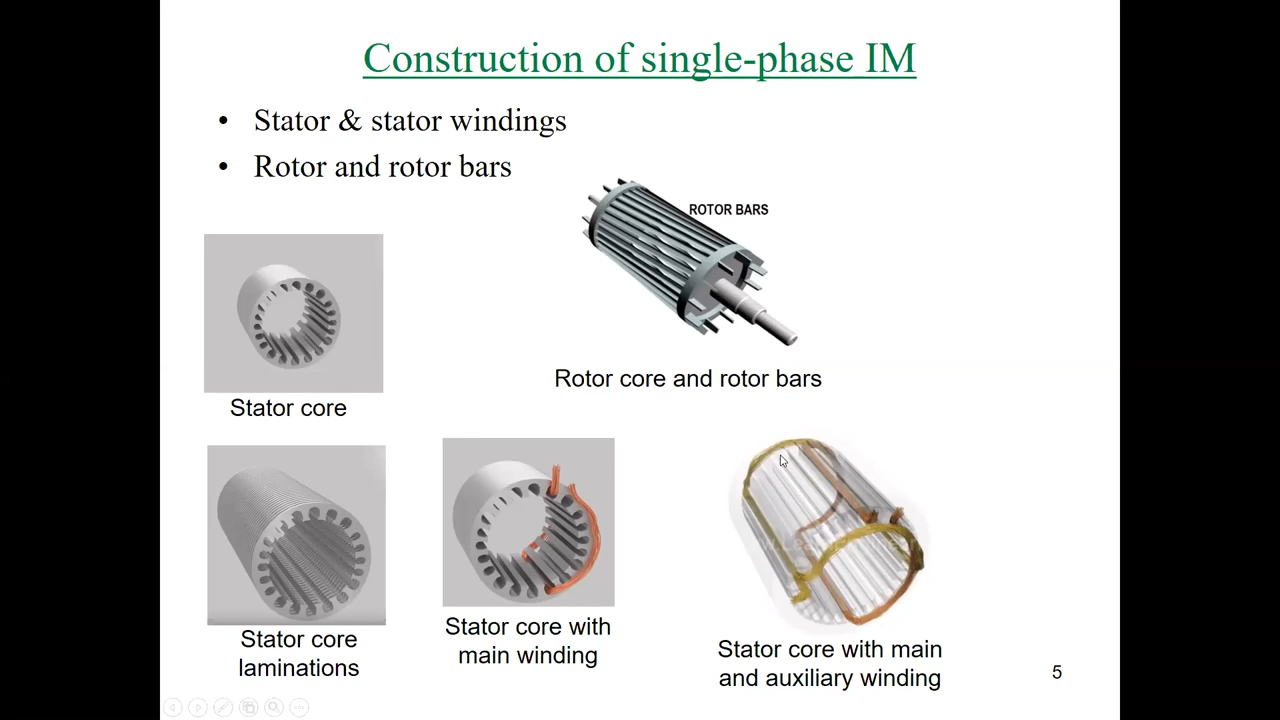 Construction of single-phase IM
• Stator & stator windings
• Rotor and rotor bars
ROTOR BARS
Rotor core and rotor bars
Stator core
Stator core
laminations
Stator core with
main winding
Stator core with main
and auxiliary winding
5